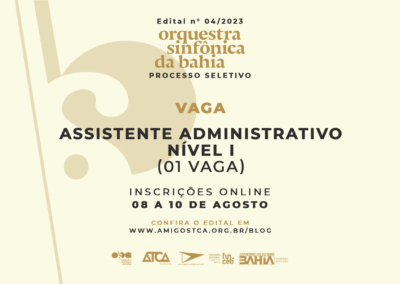 Edital nº 04/2023
orquestra
sinfônica
da bahia
PROCESSO SELETIVO
VAGA
ASSISTENTE ADMINISTRATIVO
NÍVEL I
(01 VAGA)
INSCRIÇÕES ONLINE
08 A 10 DE AGOSTO
CONFIRA O EDITAL EM
WWW.AMIGOSTCA.ORG.BR/BLOG
ATCA
BAHIA